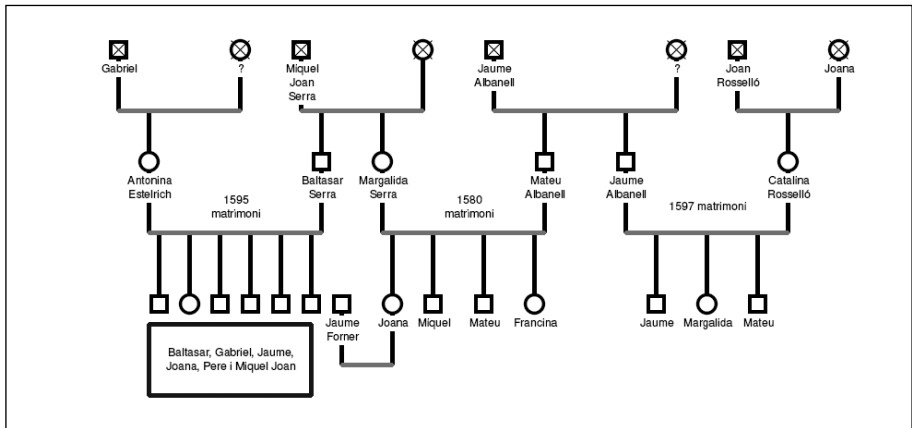 Gabriel
?
Miquel
Joan
Serra
Jaume
Albanell
?
Joan
Rosselló
Joana
Antonina
Estelrich
Baltasar
Serra
Margalida
Serra
Mateu
Albanell
Jaume
Albanell
Catalina
Rosselló
1595
matrimoni
1580
matrimoni
1597 matrimoni
Jaume
Forner
Joana
Miquel
Mateu
Francina
Jaume
Margalida
Mateu
Baltasar, Gabriel, Jaume,
Joana, Pere i Miquel Joan